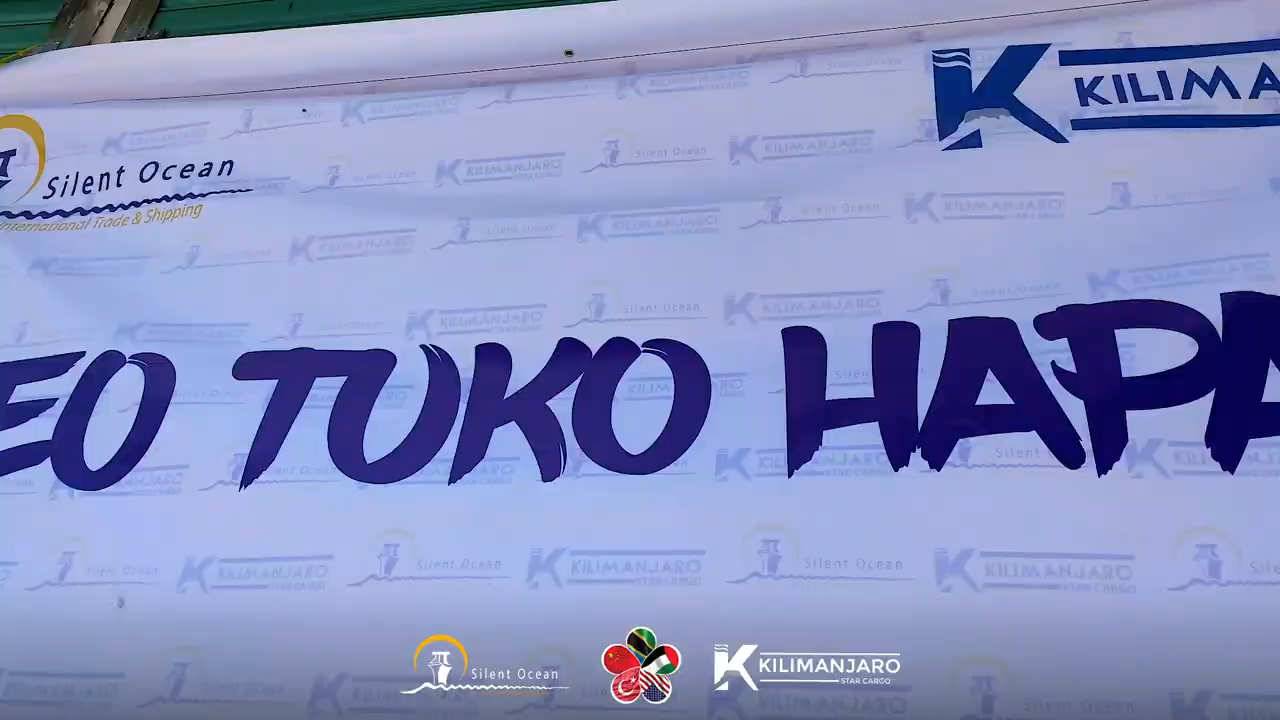 KILIMA
Silent Ocean
International Trade & Shipping
EO TUKO HAPA
Silent Ocean
KILIMANJARO
STAR CARGO